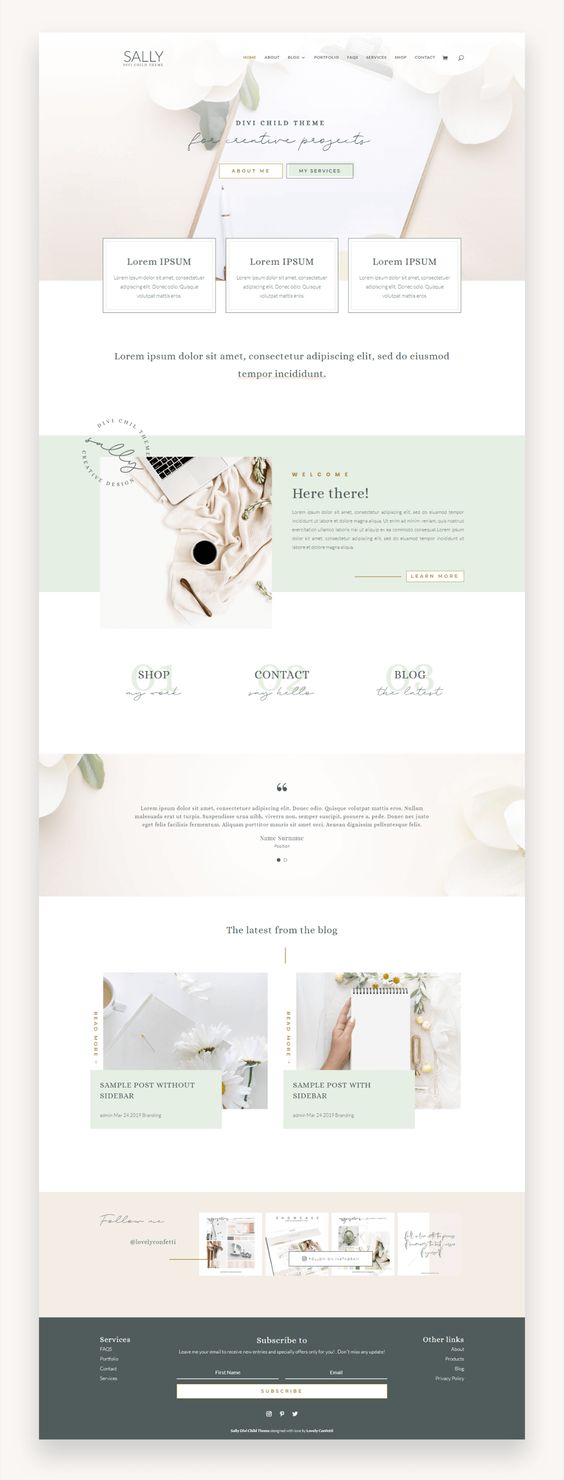 SALLY
DIVI CHILD THEME
HOME ABOUT BLOG PORTFOLIO FAQS SERVICES SHOP CONTACT
DIVI CHILD THEME
for creative projects
ABOUT ME MY SERVICES
Lorem IPSUM
Lorem ipsum dolor sit amet, consectetuer
adipiscing elit. Donec odio. Quisque
volutpat mattis eros.
Lorem IPSUM
Lorem ipsum dolor sit amet, consectetuer
adipiscing elit. Donec odio. Quisque
volutpat mattis eros.
Lorem IPSUM
Lorem ipsum dolor sit amet, consectetuer
adipiscing elit. Donec odio. Quisque
volutpat mattis eros.
Lorem ipsum dolor sit amet, consectetur adipiscing elit, sed do eiusmod
tempor incididunt.
DIVI CHIL THEME
sally
CREATIVE DESIGN
WELCOME
Here there!
Lorem ipsum dolor sit amet, consectetur adipiscing elit, sed do eiusmod tempor
incididunt ut labore et dolore magna aliqua. Ut enim ad minim veniam, quis nostrud
exercitation ullamco laboris nisi ut aliquip ex ea commodo consequat. Lorem ipsum
dolor sit amet, consectetur adipiscing elit, sed do eiusmod tempor incididunt ut
labore et dolore magna aliqua.
LEARN MORE
01
SHOP
my work
02
CONTACT
say hello
03
BLOG
the latest
“
Lorem ipsum dolor sit amet, consectetuer adipiscing elit. Donec odio. Quisque volutpat mattis eros. Nullam
malesuada erat ut turpis. Suspendisse urna nibh, viverra non, semper suscipit, posuere a, pede. Donec nec justo
eget felis facilisis fermentum. Aliquam porttitor mauris sit amet orci. Aenean dignissim pellentesque felis.
Name Surname
Position
The latest from the blog
READ MORE
SAMPLE POST WITHOUT
SIDEBAR
admin Mar 24 2019 Branding
READ MORE
SAMPLE POST WITH
SIDEBAR
admin Mar 24 2019 Branding
Follow me
@lovelyconfetti
SHOWCASE
FOLLOW ON INSTAGRAM
Services
FAQS
Portfolio
Contact
Services
Subscribe to
Leave me your email to receive new entries and specially offers only for you! . Don't miss any update!
First Name Email
SUBSCRIBE
Other links
About
Products
Blog
Privacy Policy
Sally Divi Child Theme designed with love by Lovely Confetti